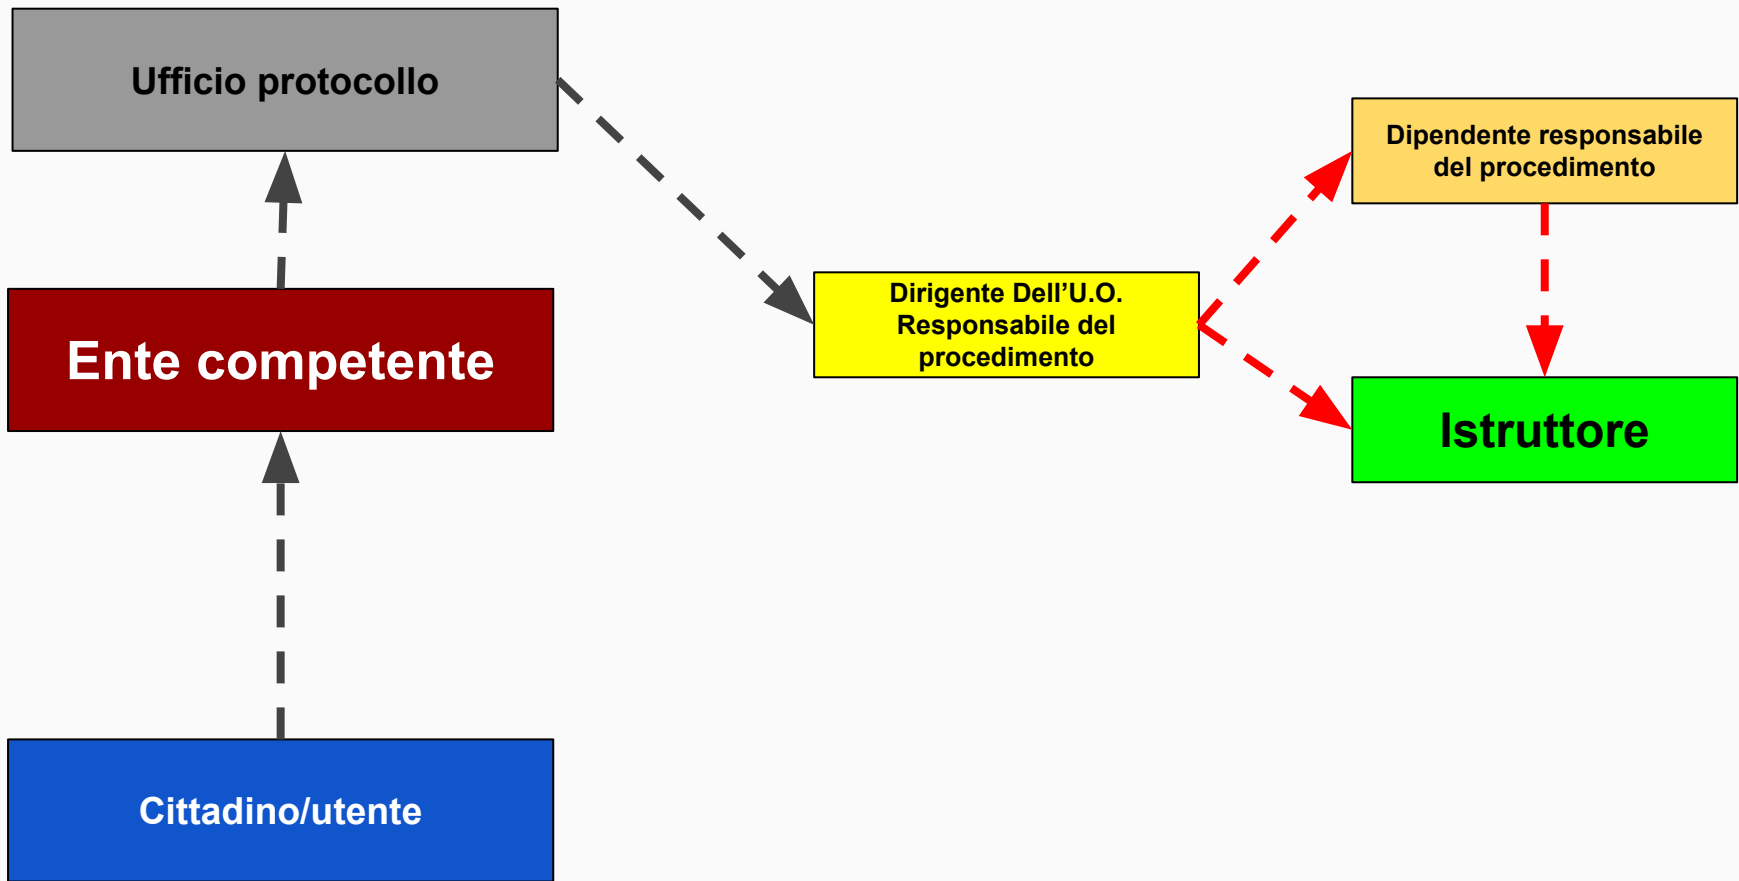 Ufficio protocollo
Dipendente responsabile
del procedimento
Dirigente Dell’U.O.
Responsabile del
procedimento
Ente competente
Istruttore
Cittadino/utente